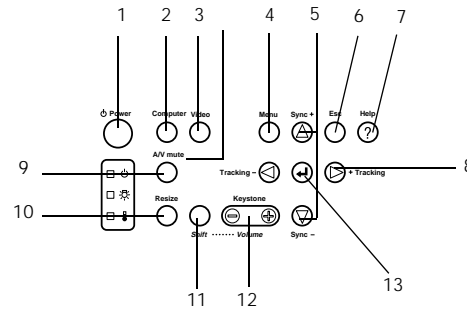 1 2 3 4 5 6 7
Power Computer Video Menu Sync + Esc Help
?
A/V mute
9 Tracking – + Tracking 8
10 Resize Keystone
Shift ········ Volume Sync –
11 12 13